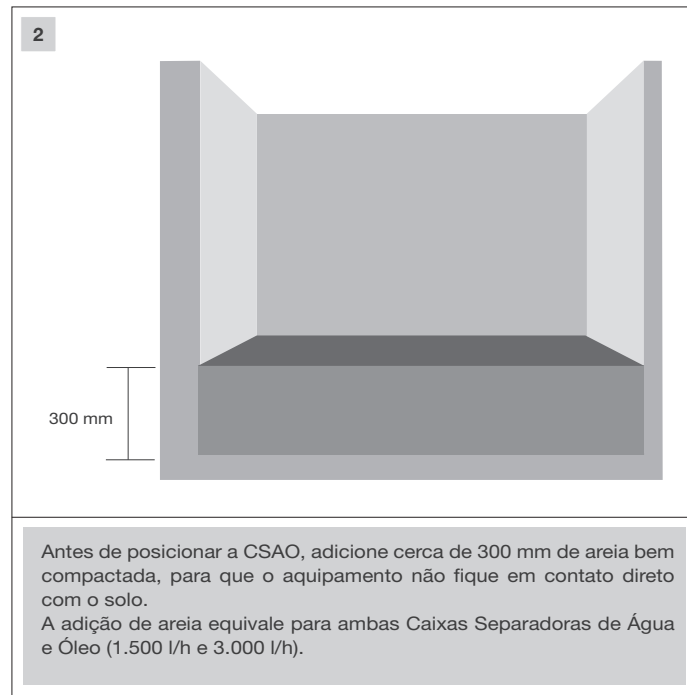 2
300 mm
Antes de posicionar a CSAO, adicione cerca de 300 mm de areia bem
compactada, para que o aquipamento não fique em contato direto
com o solo.
A adição de areia equivale para ambas Caixas Separadoras de Água
e Óleo (1.500 l/h e 3.000 l/h).